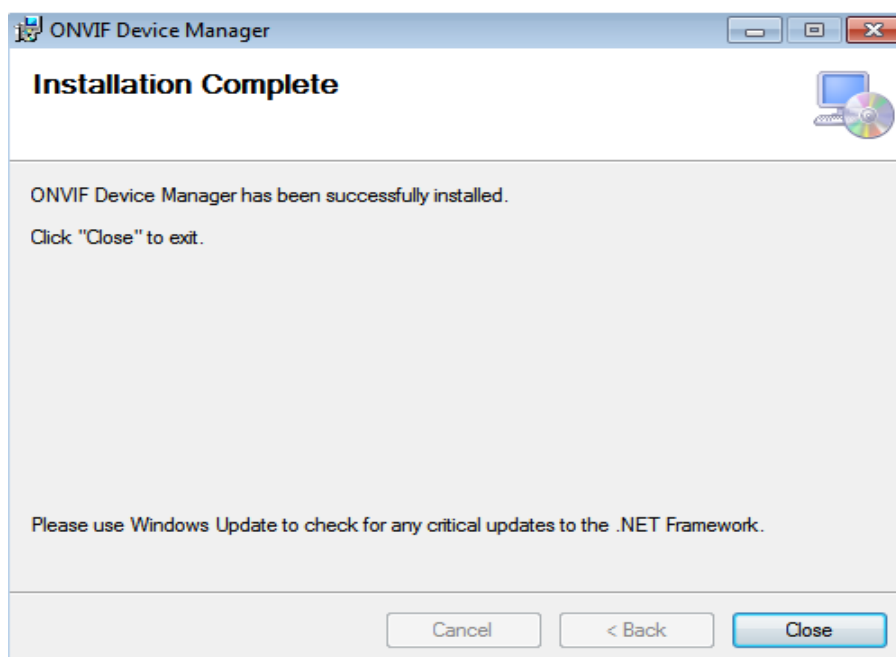 ONVIF Device Manager
Installation Complete
ONVIF Device Manager has been successfully installed.
Click "Close" to exit.
Please use Windows Update to check for any critical updates to the .NET Framework.
Cancel
< Back
Close